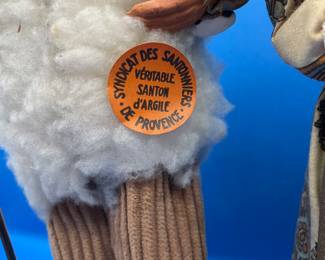 SYNDICAT DES SANTONNIERS
VÉRITABLE
SANTON
d'ARGILE
• DE PROVENCE •